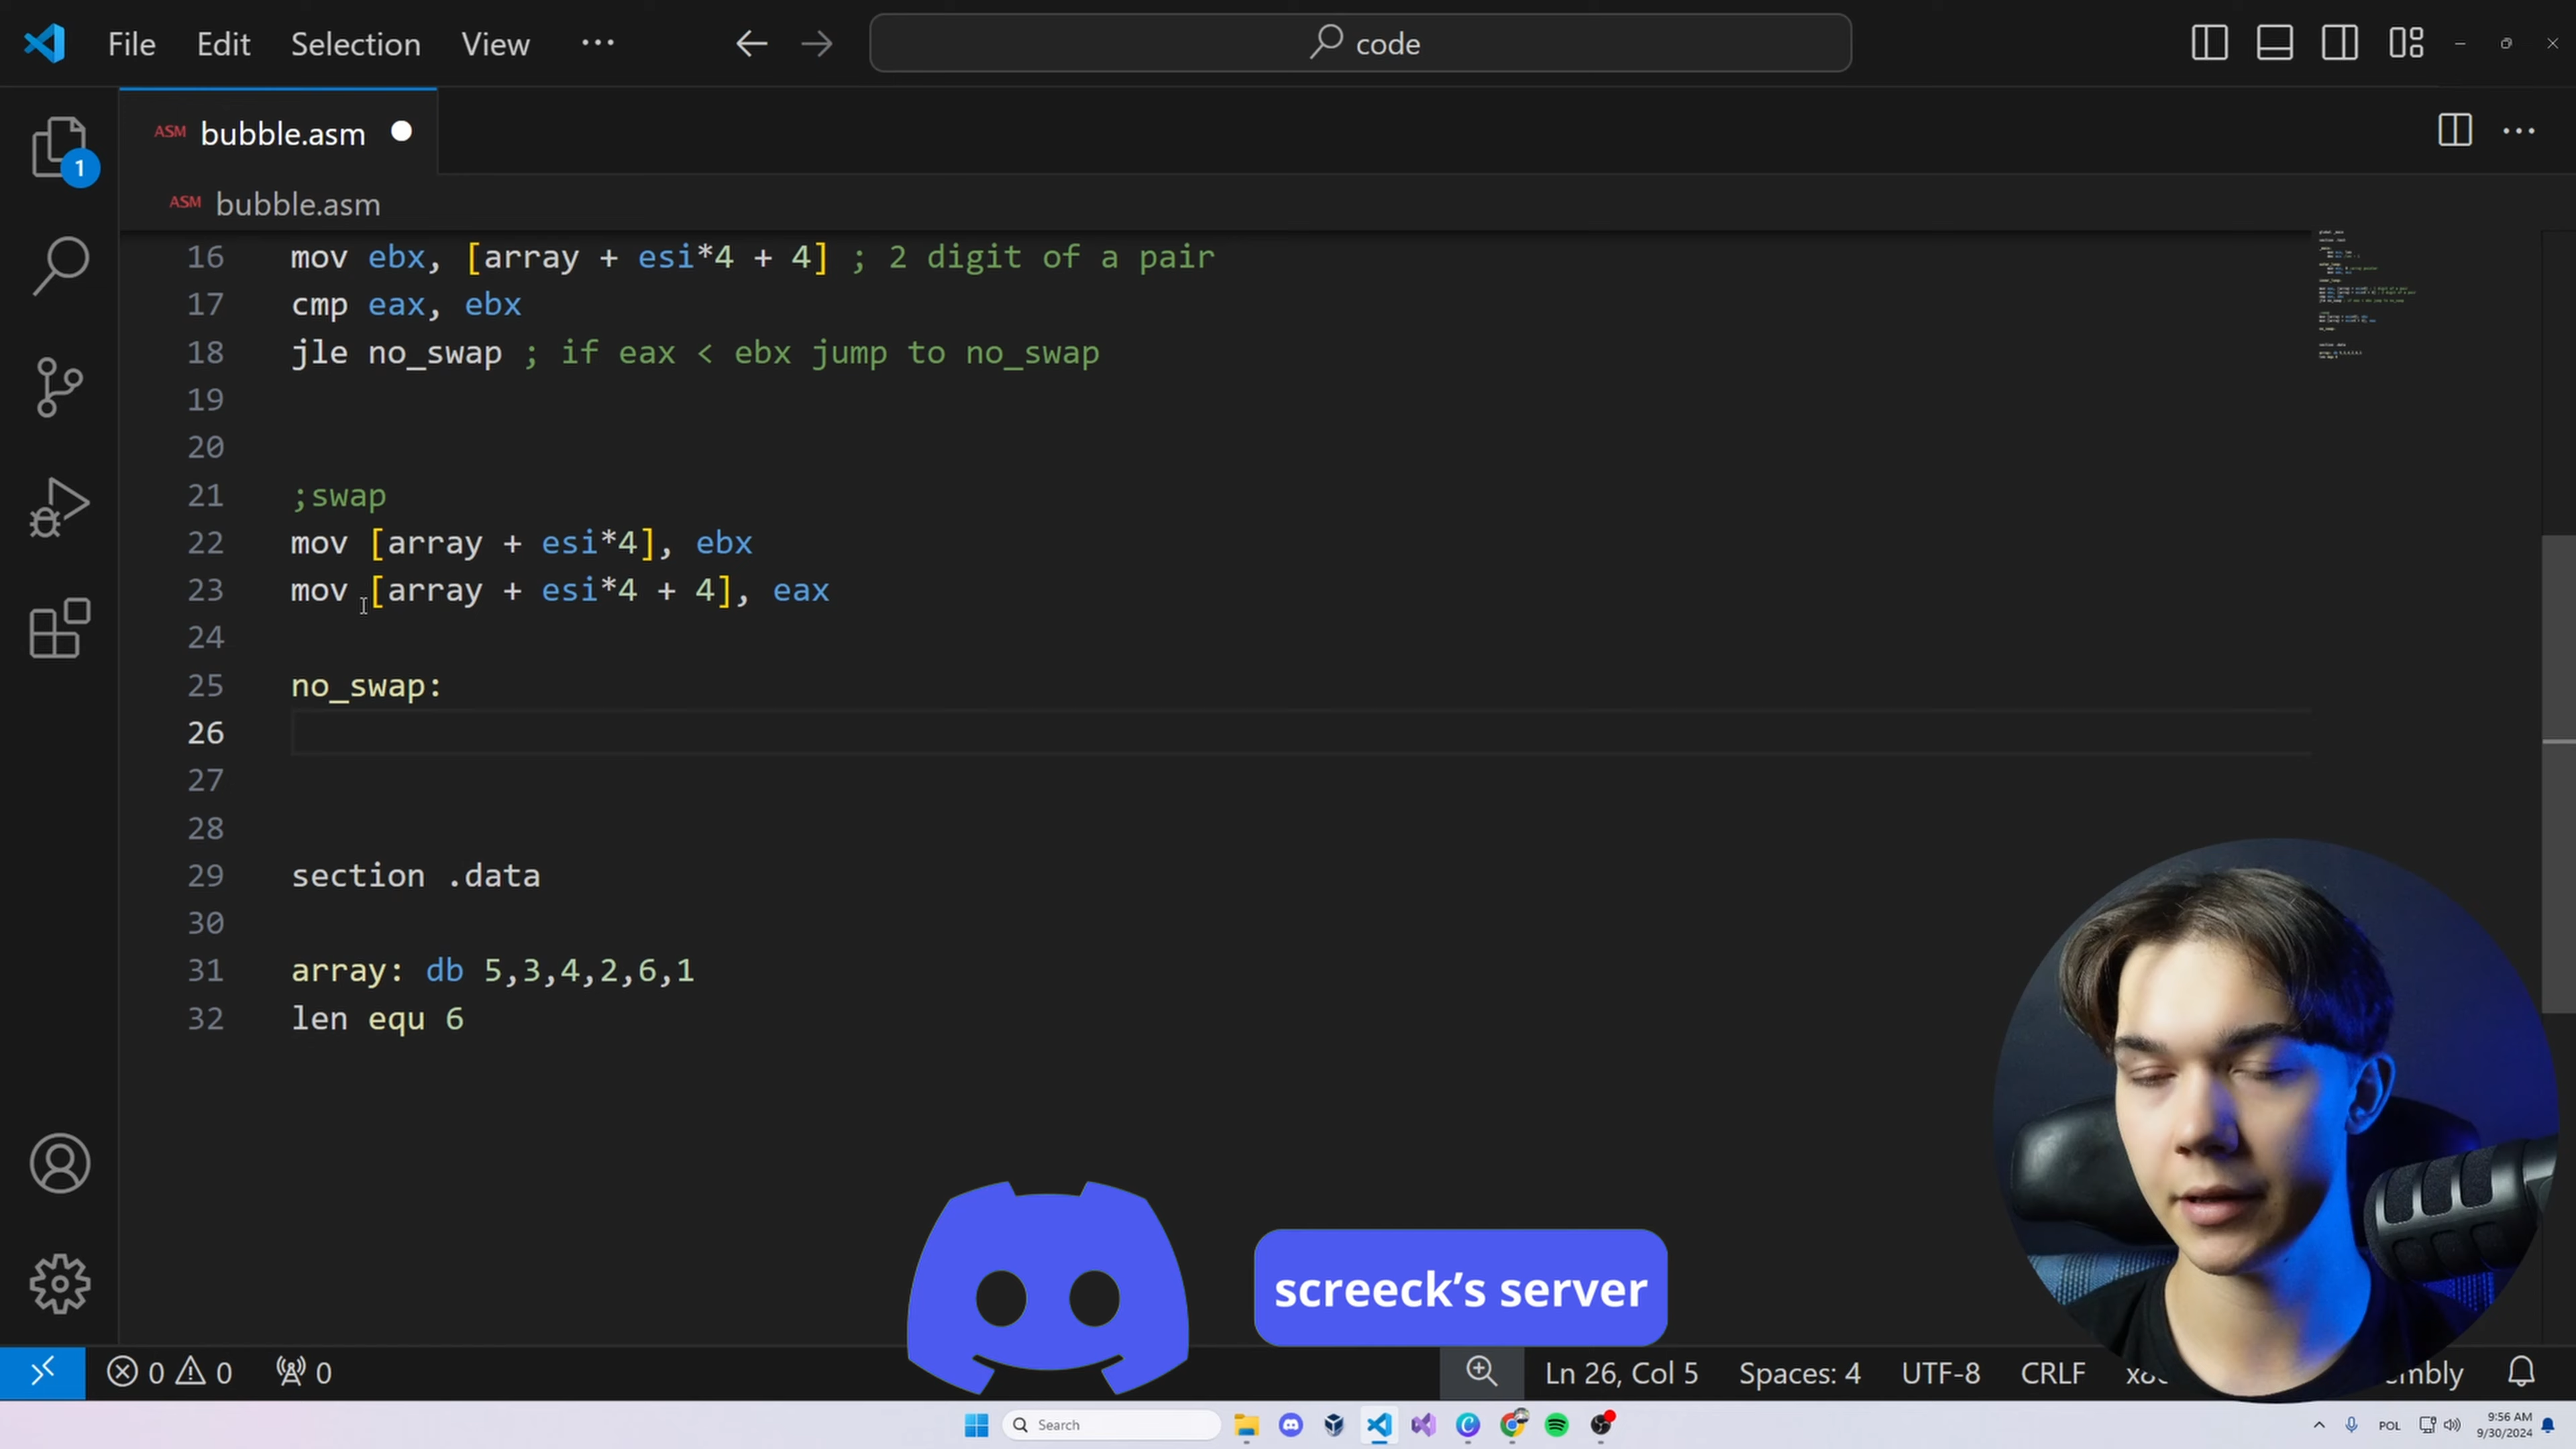 File Edit Selection View ··· code
ASM bubble.asm
1
ASM bubble.asm
16 mov ebx, [array + esi*4 + 4] ; 2 digit of a pair
17 cmp eax, ebx
18 jle no_swap ; if eax < ebx jump to no_swap
19
20
21 ;swap
22 mov [array + esi*4], ebx
23 mov [array + esi*4 + 4], eax
24
25 no_swap:
26
27
28
29 section .data
30
31 array: db 5,3,4,2,6,1
32 len equ 6
screeck’s server
0 0 0 Ln 26, Col 5 Spaces: 4 UTF-8 CRLF
Search POL 9:56 AM
9/30/2024